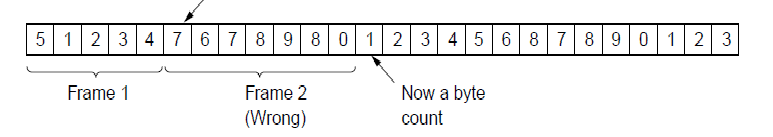 5 1 2 3 4 7 6 7 8 9 8 0 1 2 3 4 5 6 8 7 8 9 0 1 2 3
Frame 1 Frame 2 Now a byte
(Wrong) count